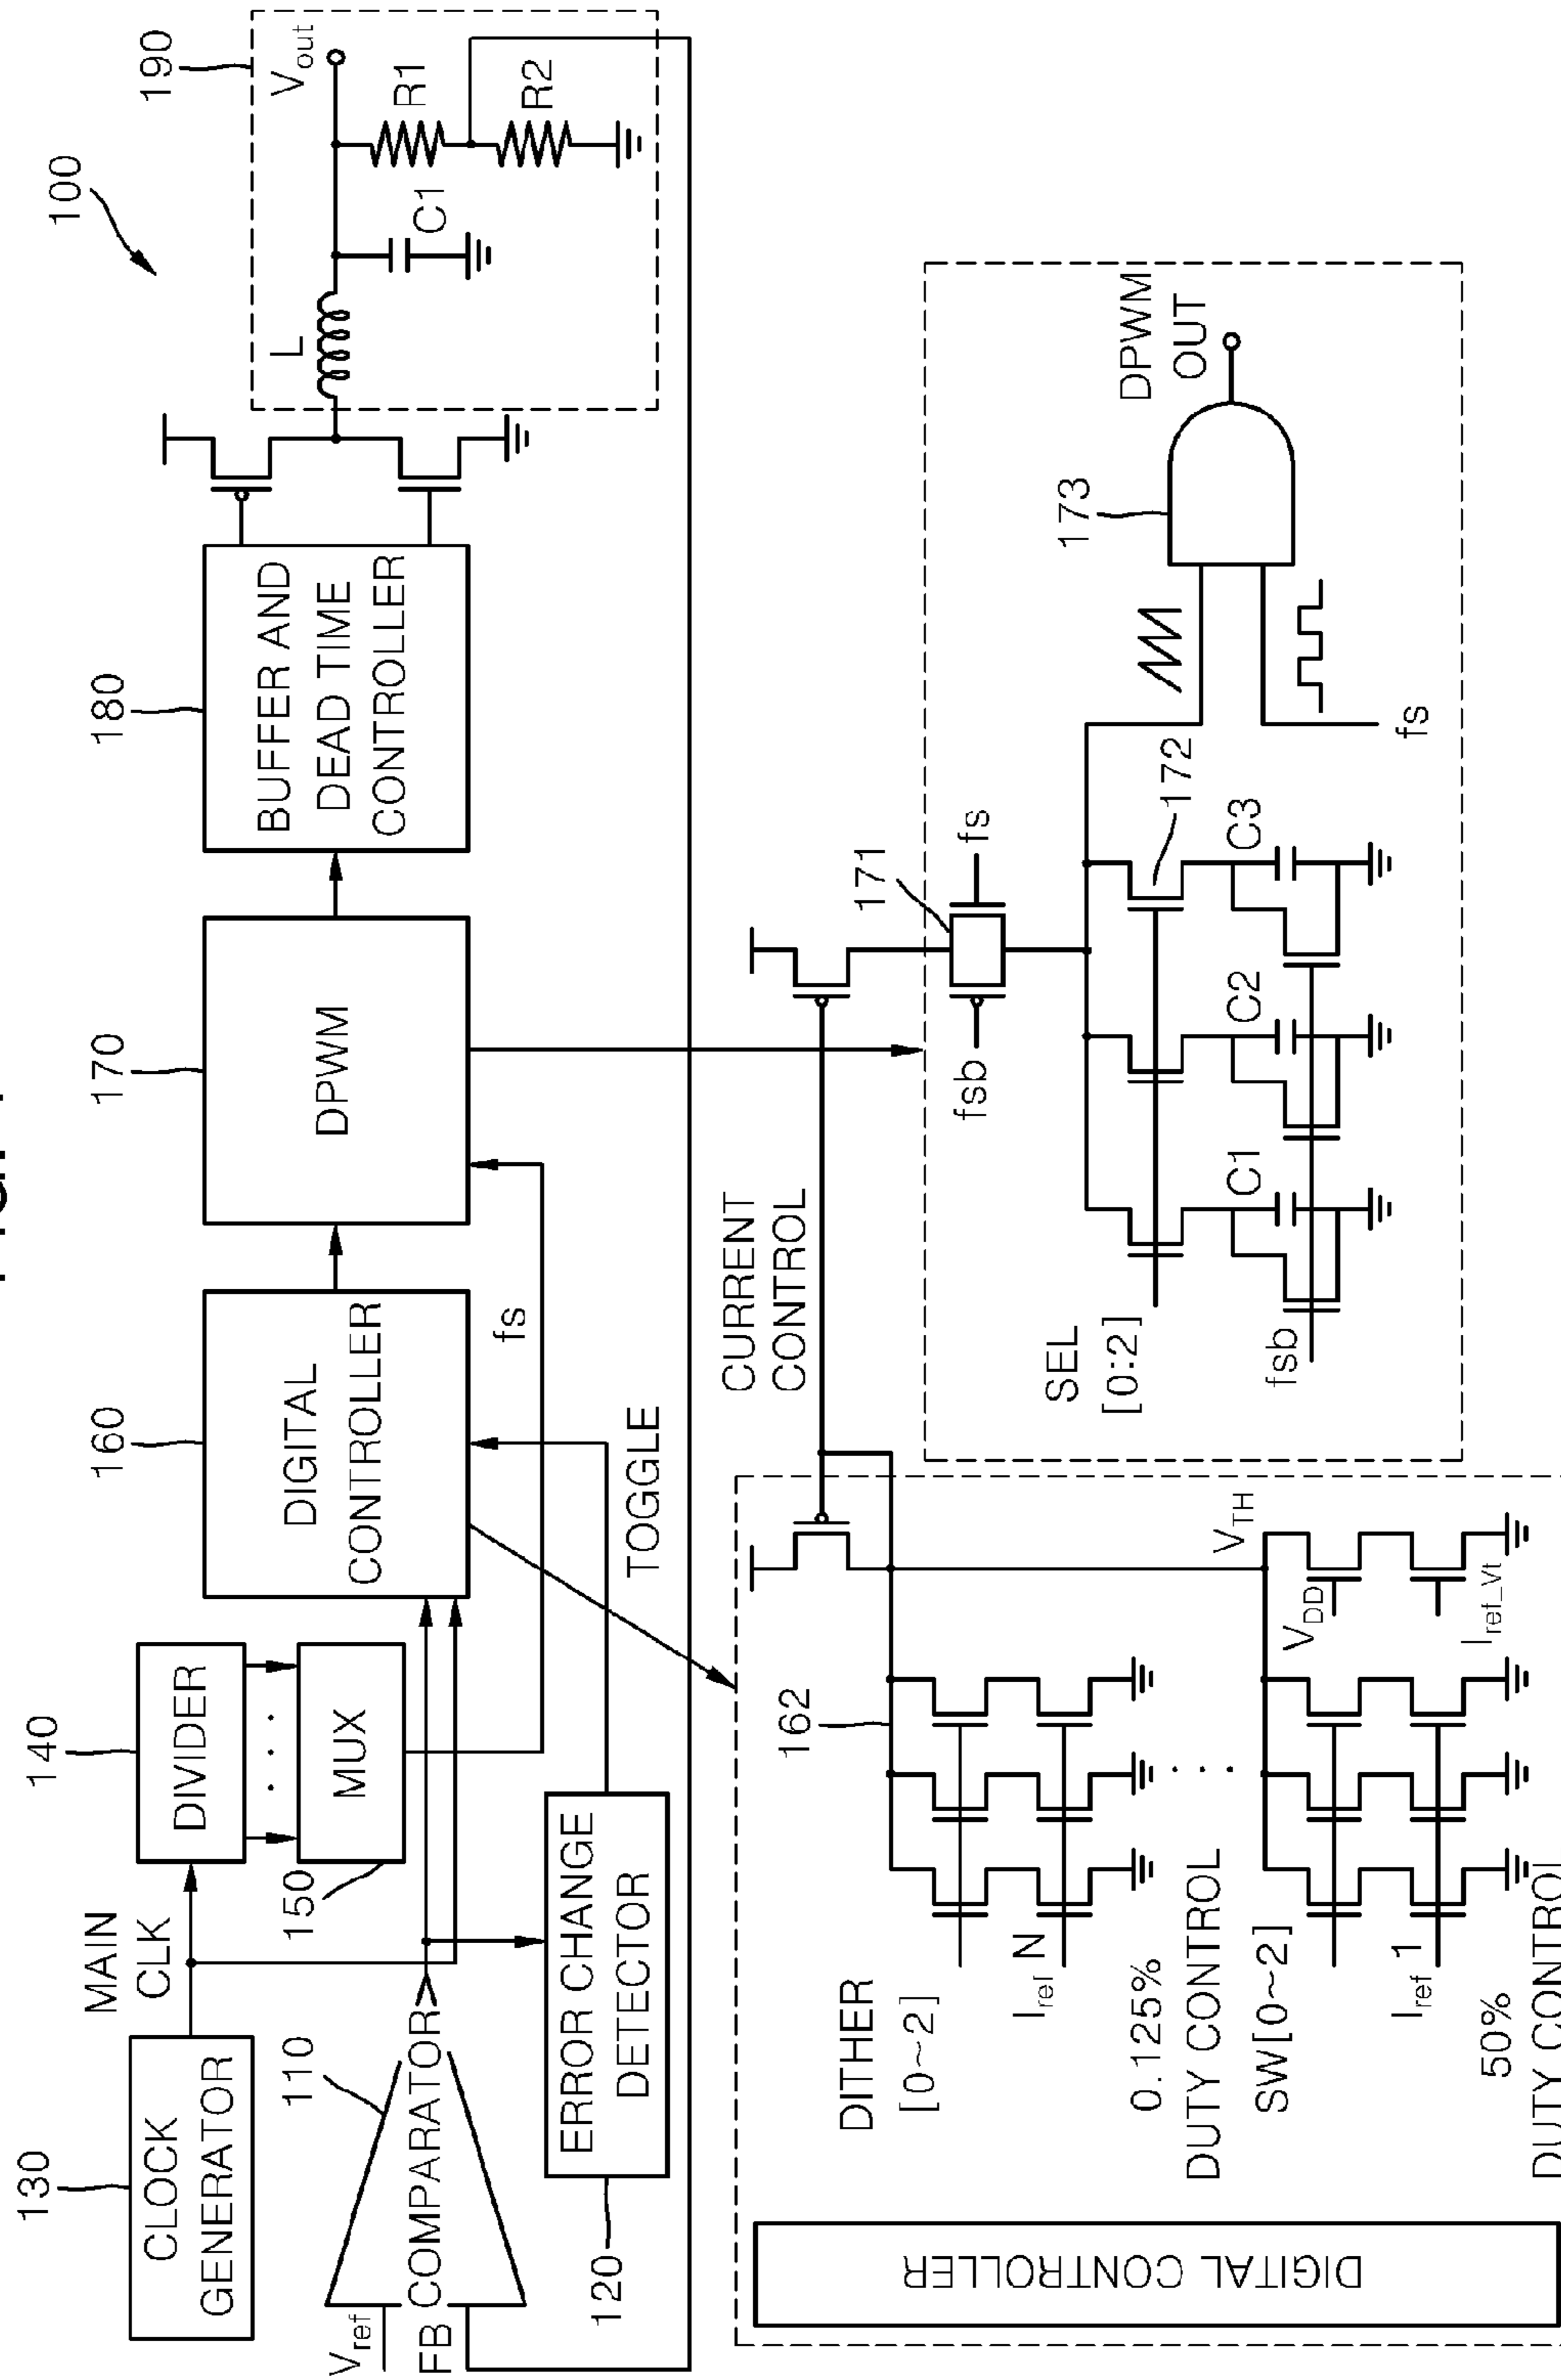 100
130
CLOCK
GENERATOR
MAIN
CLK
140
DIVIDER
150
MUX
160
DIGITAL
CONTROLLER
170
DPWM
180
BUFFER AND
DEAD TIME
CONTROLLER
190
Vout
L
C1
R1
R2
Vref
FB
COMPARATOR
110
120
ERROR CHANGE
DETECTOR
TOGGLE
fs
CURRENT
CONTROL
DIGITAL CONTROLLER
DITHER
[0~2]
Iref N
0.125%
DUTY CONTROL
SW[0~2]
Iref 1
50%
DUTY CONTROL
162
VTH
VDD
Iref_Vt
171
fsb
fs
SEL
[0:2]
fsb
C1
C2
C3
172
173
fs
DPWM
OUT